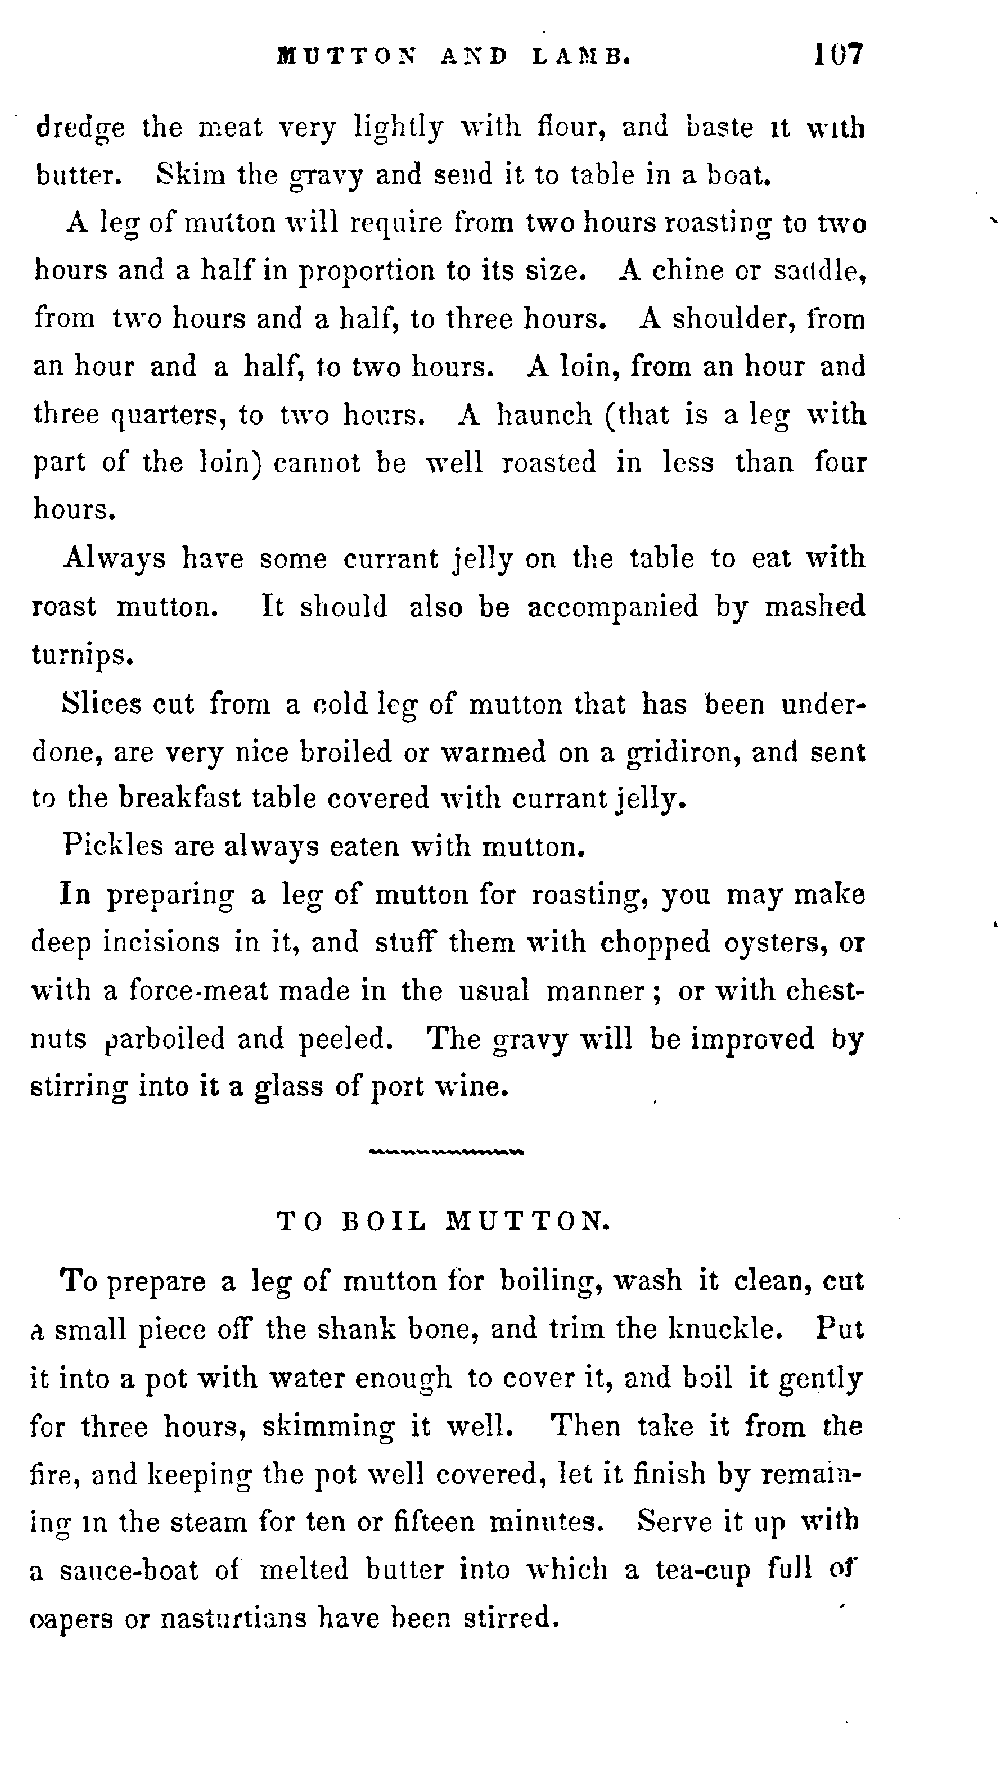 MUTTON AND LAMB. 107
dredge the meat very lightly with flour, and baste it with
butter. Skim the gravy and send it to table in a boat.
A leg of mutton will require from two hours roasting to two
hours and a half in proportion to its size. A chine or saddle,
from two hours and a half, to three hours. A shoulder, from
an hour and a half, to two hours. A loin, from an hour and
three quarters, to two hours. A haunch (that is a leg with
part of the loin) cannot be well roasted in less than four
hours.
Always have some currant jelly on the table to eat with
roast mutton. It should also be accompanied by mashed
turnips.
Slices cut from a cold leg of mutton that has been under-
done, are very nice broiled or warmed on a gridiron, and sent
to the breakfast table covered with currant jelly.
Pickles are always eaten with mutton.
In preparing a leg of mutton for roasting, you may make
deep incisions in it, and stuff them with chopped oysters, or
with a force-meat made in the usual manner; or with chest-
nuts parboiled and peeled. The gravy will be improved by
stirring into it a glass of port wine.
TO BOIL MUTTON.
To prepare a leg of mutton for boiling, wash it clean, cut
a small piece off the shank bone, and trim the knuckle. Put
it into a pot with water enough to cover it, and boil it gently
for three hours, skimming it well. Then take it from the
fire, and keeping the pot well covered, let it finish by remain-
ing in the steam for ten or fifteen minutes. Serve it up with
a sauce-boat of melted butter into which a tea-cup full of
capers or nasturtians have been stirred.